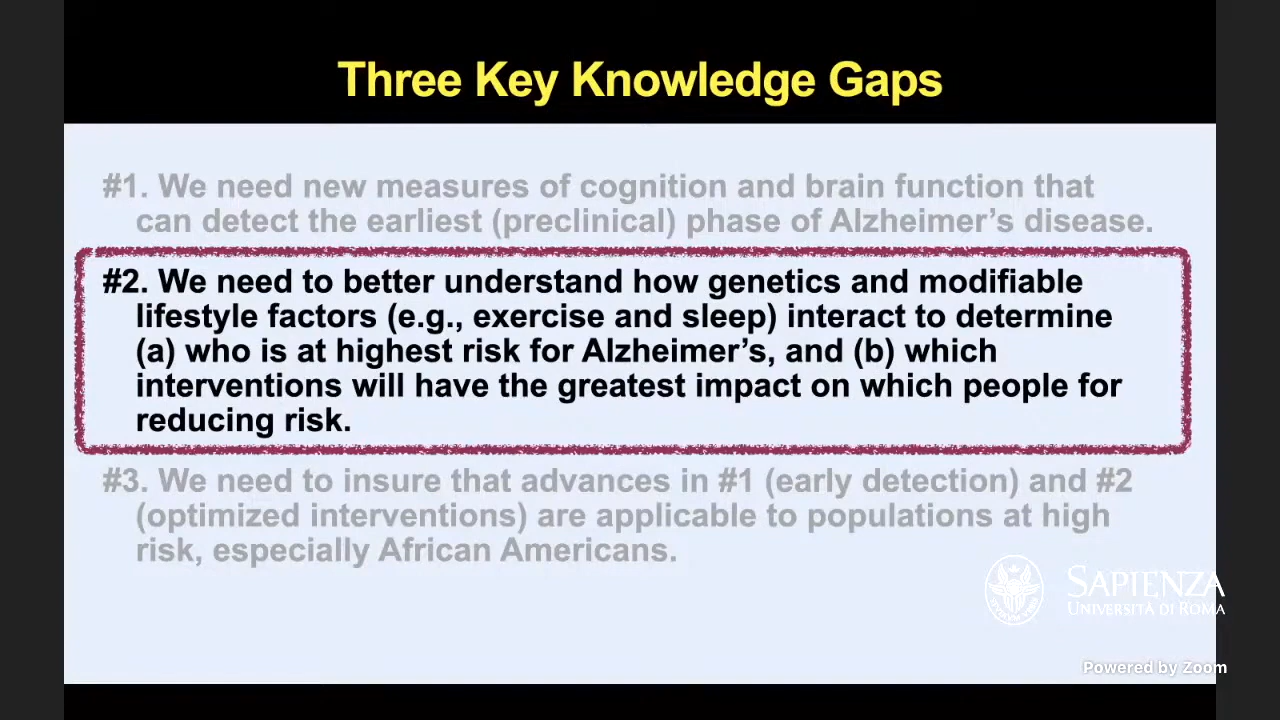 Three Key Knowledge Gaps
#1. We need new measures of cognition and brain function that
can detect the earliest (preclinical) phase of Alzheimer's disease.
#2. We need to better understand how genetics and modifiable
lifestyle factors (e.g., exercise and sleep) interact to determine
(a) who is at highest risk for Alzheimer's, and (b) which
interventions will have the greatest impact on which people for
reducing risk.
#3. We need to insure that advances in #1 (early detection) and #2
(optimized interventions) are applicable to populations at high
risk, especially African Americans.
SAPIENZA
UNIVERSITÀ DI ROMA
Powered by Zoom